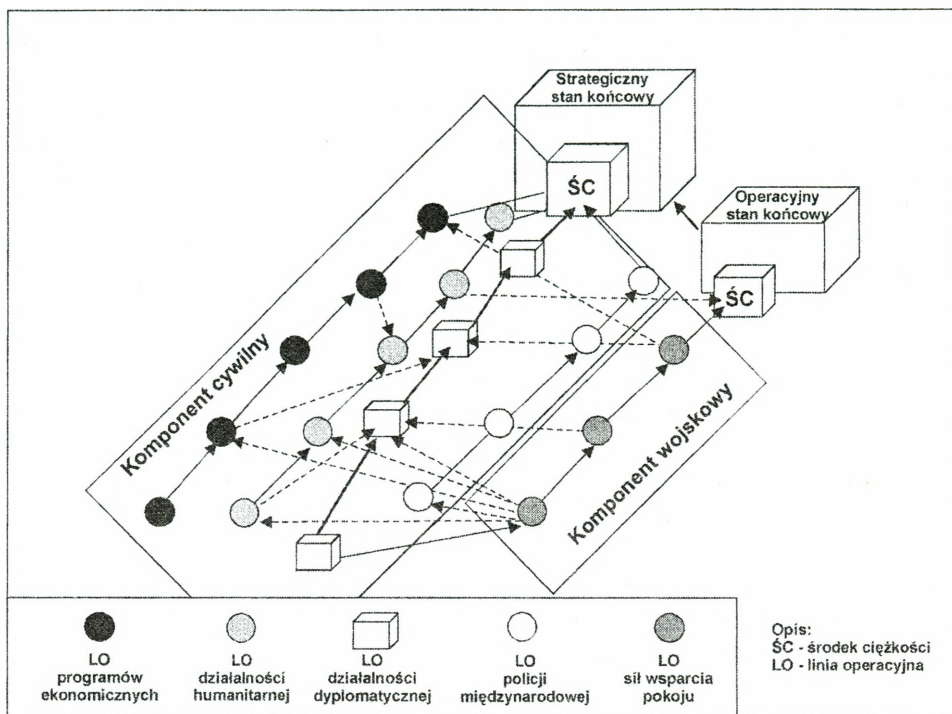 Strategiczny
stan końcowy
ŚC
Operacyjny
stan końcowy
ŚC
Komponent cywilny
Komponent wojskowy
LO
programów
ekonomicznych
LO
działalności
humanitarnej
LO
działalności
dyplomatycznej
LO
policji
międzynarodowej
LO
sił wsparcia
pokoju
Opis:
ŚC - środek ciężkości
LO - linia operacyjna